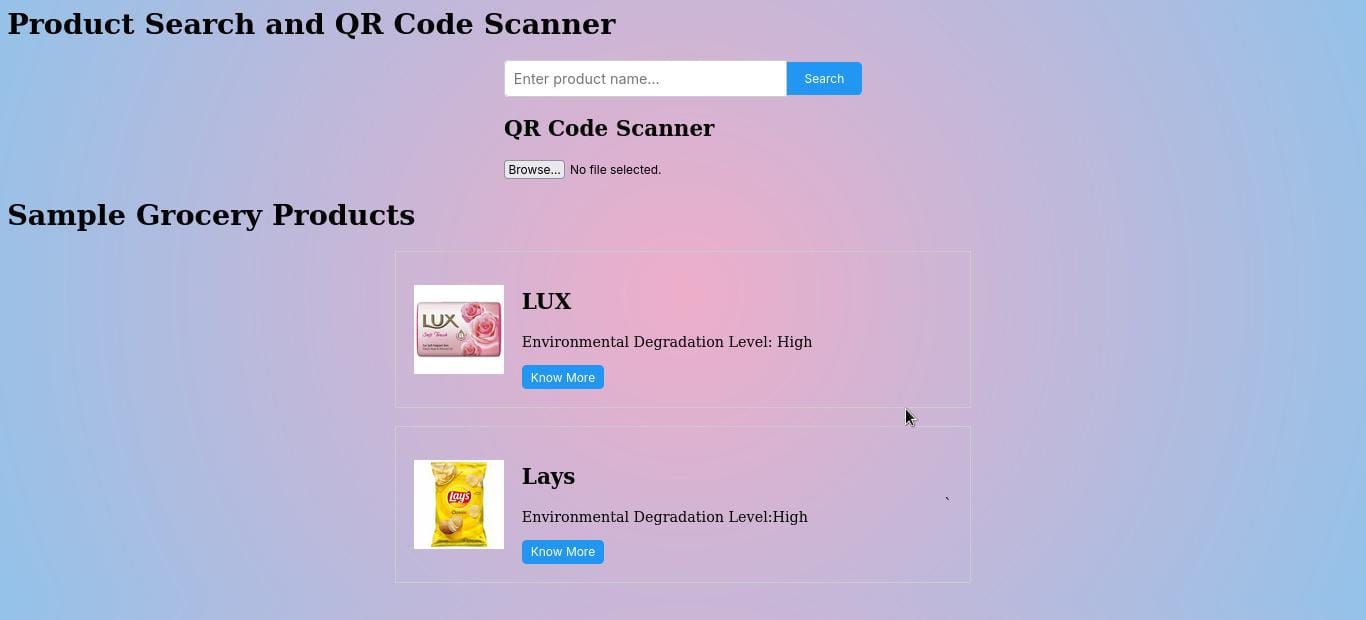 Product Search and QR Code Scanner
Enter product name...
Search
QR Code Scanner
Browse... No file selected.
Sample Grocery Products
LUX
Soft Touch
LUX
Environmental Degradation Level: High
Know More
Lay's
Classic
Lays
`
Environmental Degradation Level:High
Know More